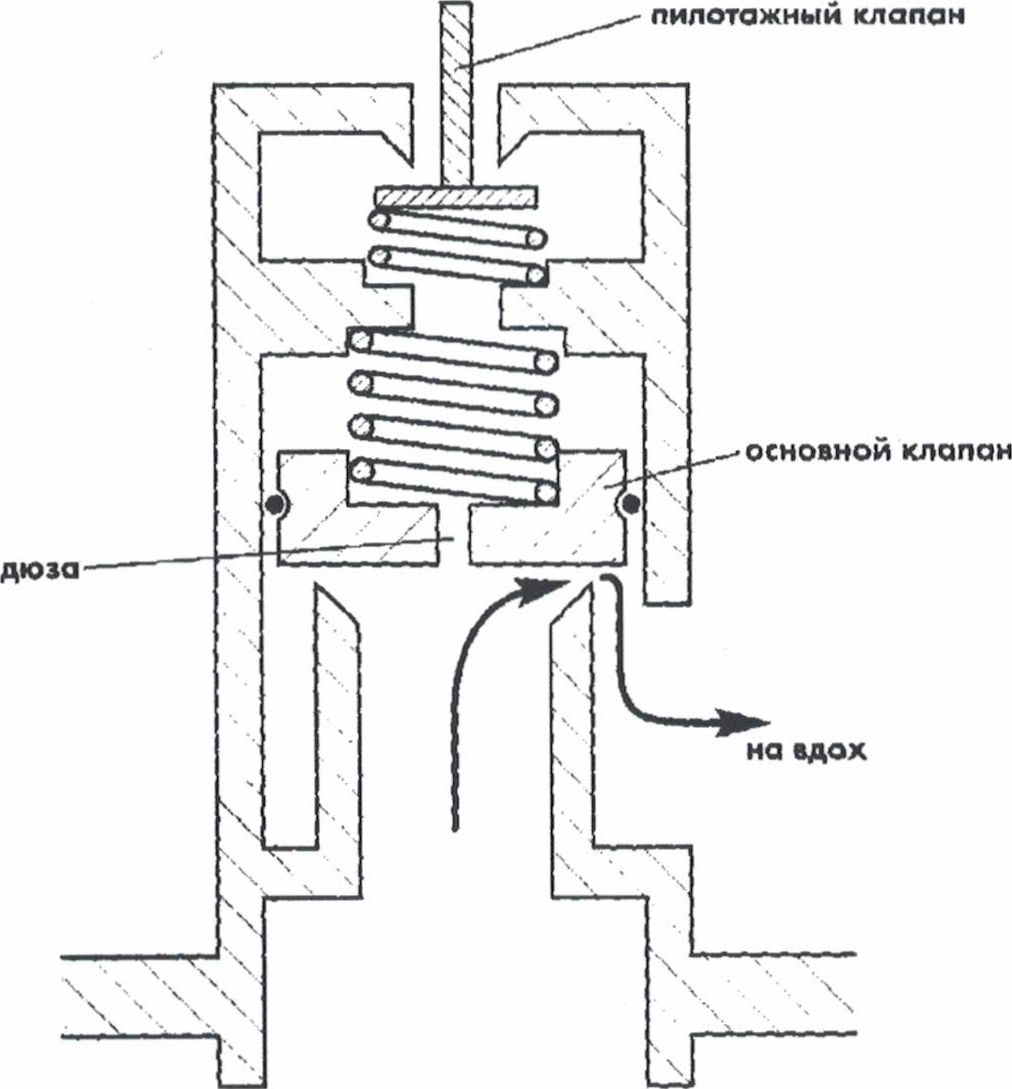 пилотажный клапан
основной клапан
дюза
на вдох